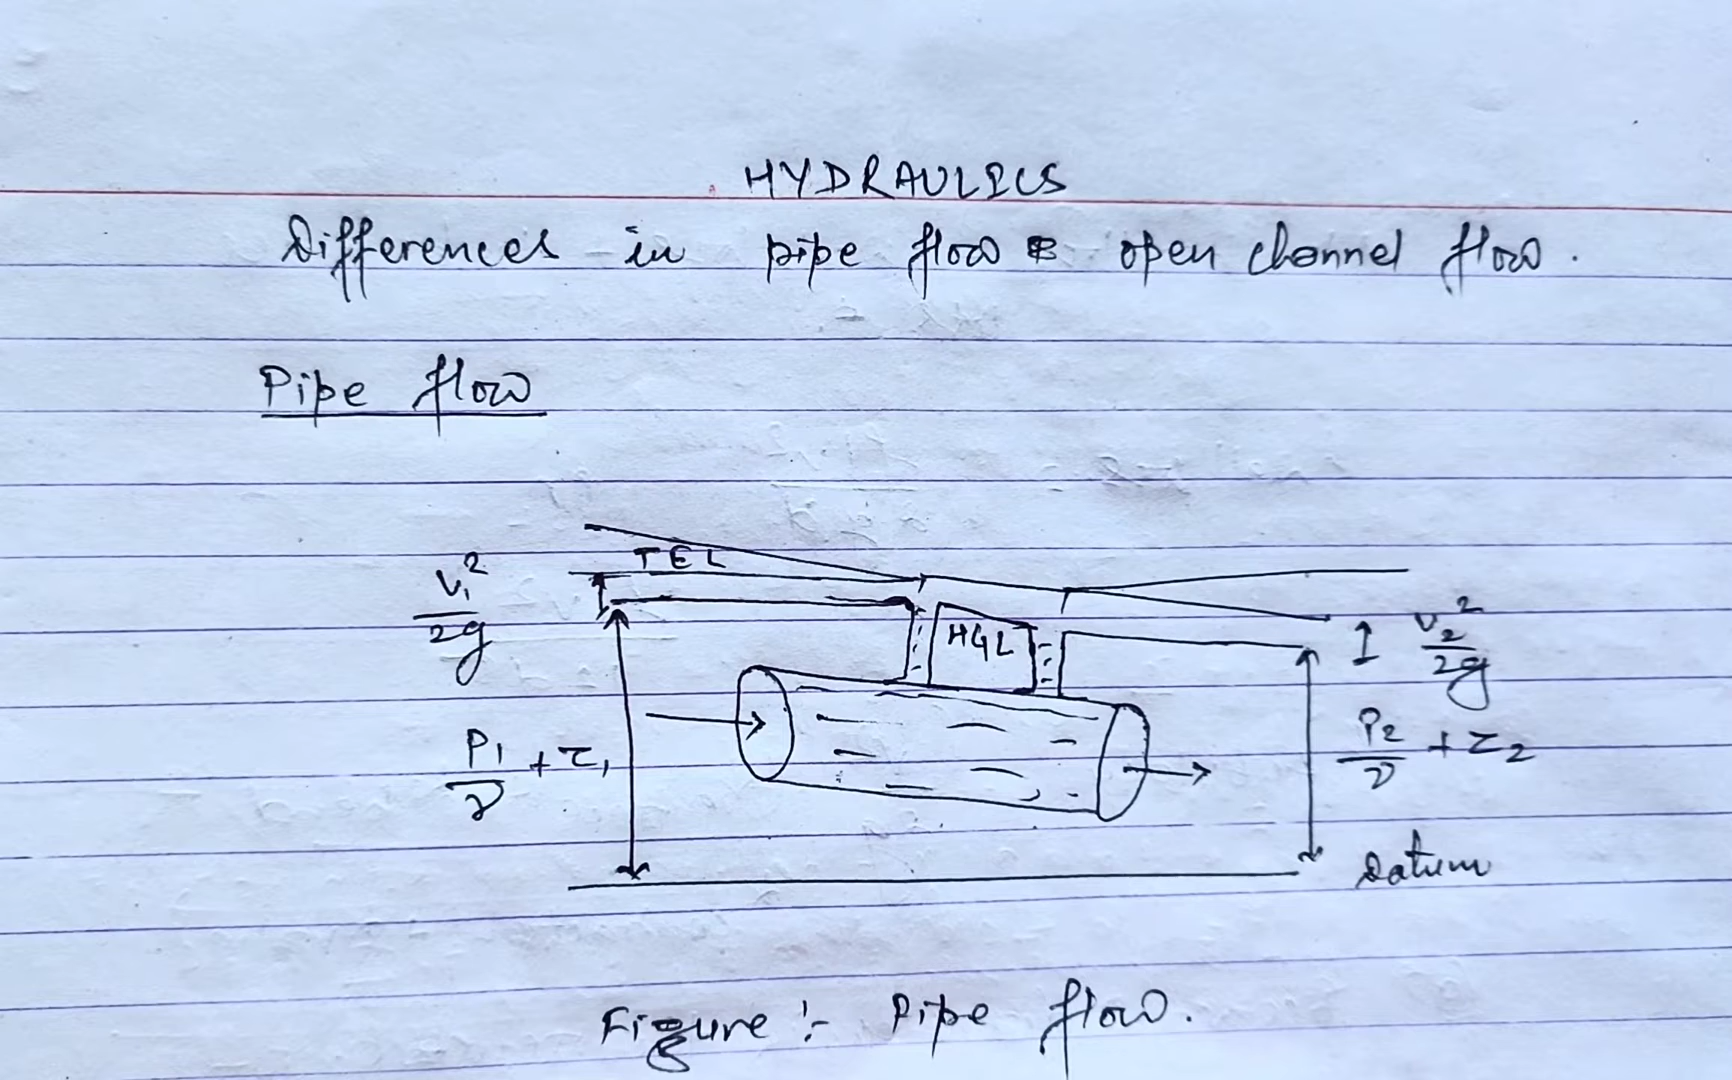 HYDRAULICS
Differences in pipe flow & open channel flow.
Pipe flow
TEL
V₁²/2g
HGL
V₂²/2g
P₁/γ + Z₁
P₂/γ + Z₂
Datum
Figure :- Pipe flow.